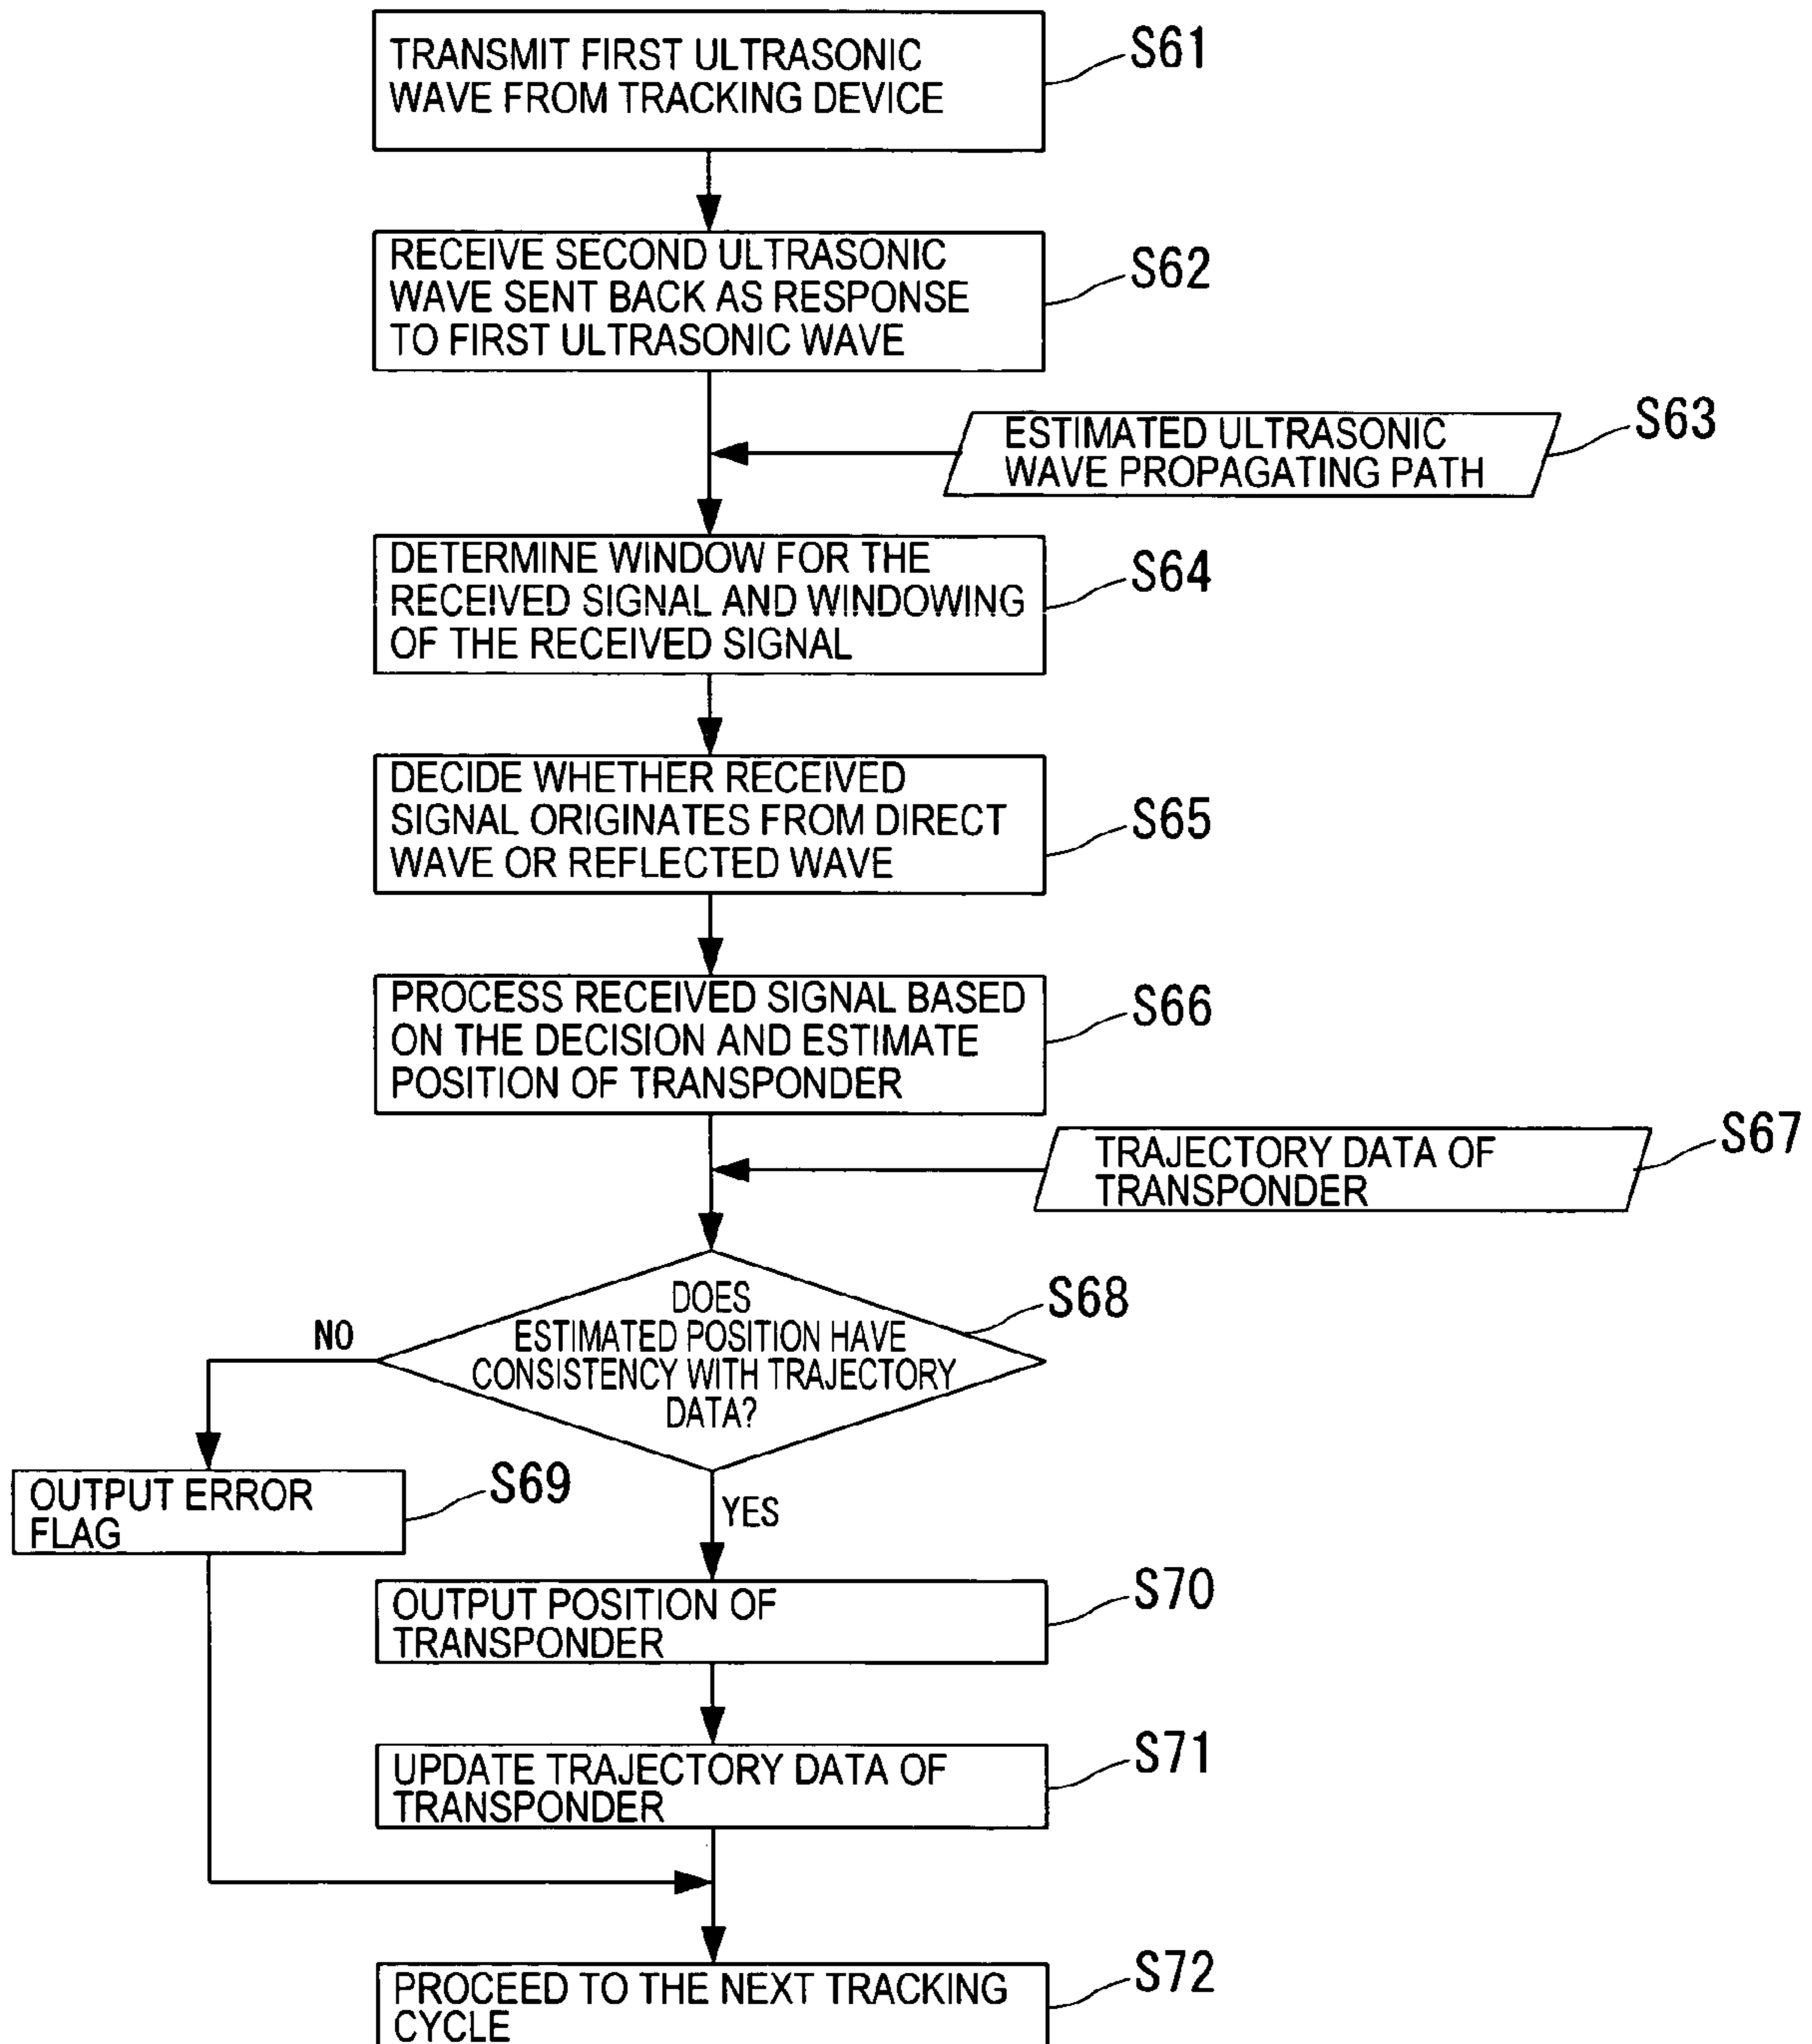 TRANSMIT FIRST ULTRASONIC
WAVE FROM TRACKING DEVICE
S61
RECEIVE SECOND ULTRASONIC
WAVE SENT BACK AS RESPONSE
TO FIRST ULTRASONIC WAVE
S62
ESTIMATED ULTRASONIC
WAVE PROPAGATING PATH
S63
DETERMINE WINDOW FOR THE
RECEIVED SIGNAL AND WINDOWING
OF THE RECEIVED SIGNAL
S64
DECIDE WHETHER RECEIVED
SIGNAL ORIGINATES FROM DIRECT
WAVE OR REFLECTED WAVE
S65
PROCESS RECEIVED SIGNAL BASED
ON THE DECISION AND ESTIMATE
POSITION OF TRANSPONDER
S66
TRAJECTORY DATA OF
TRANSPONDER
S67
DOES
ESTIMATED POSITION HAVE
CONSISTENCY WITH TRAJECTORY
DATA?
S68
NO
OUTPUT ERROR
FLAG
S69
YES
OUTPUT POSITION OF
TRANSPONDER
S70
UPDATE TRAJECTORY DATA OF
TRANSPONDER
S71
PROCEED TO THE NEXT TRACKING
CYCLE
S72